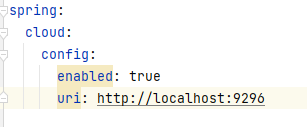 spring:
  cloud:
    config:
      enabled: true
      uri: http://localhost:9296